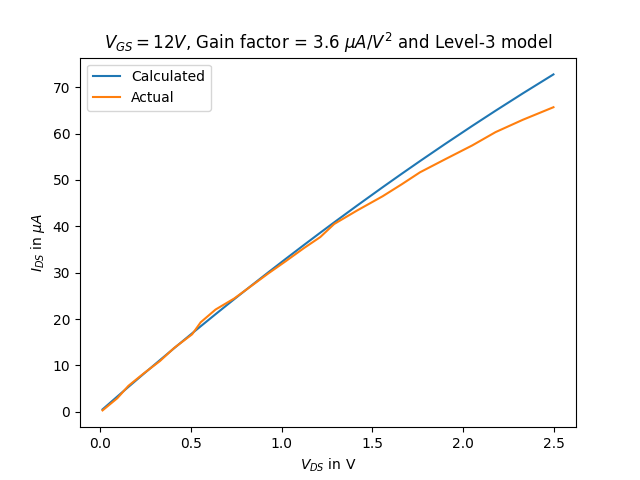 V_GS = 12V, Gain factor = 3.6 μA/V² and Level-3 model
Calculated
Actual
70
60
50
40
30
20
10
0
I_DS in μA
0.0 0.5 1.0 1.5 2.0 2.5
V_DS in V